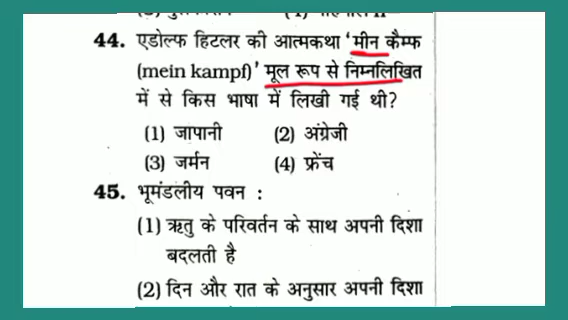 44. एडोल्फ हिटलर की आत्मकथा ‘मीन कैम्फ
(mein kampf)’ मूल रूप से निम्नलिखित
में से किस भाषा में लिखी गई थी?
(1) जापानी (2) अंग्रेजी
(3) जर्मन (4) फ्रेंच
45. भूमंडलीय पवन :
(1) ऋतु के परिवर्तन के साथ अपनी दिशा
बदलती है
(2) दिन और रात के अनुसार अपनी दिशा